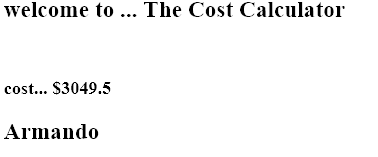 welcome to ... The Cost Calculator
cost... $3049.5
Armando